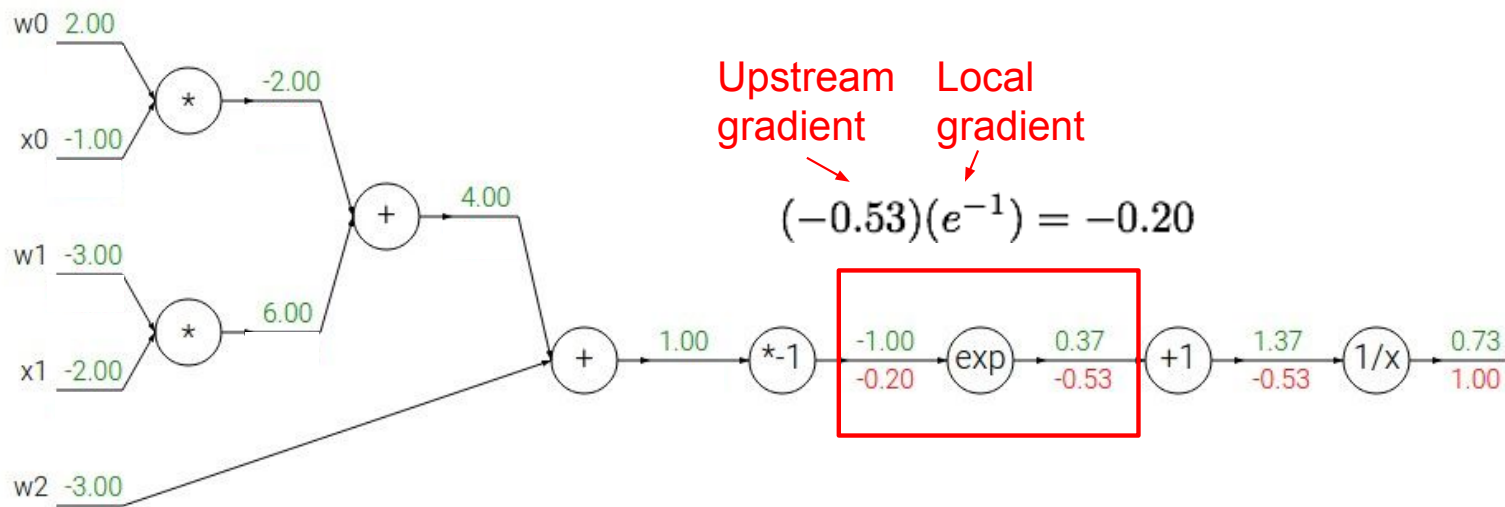 w0 2.00
-2.00
*
x0 -1.00
Upstream gradient
Local gradient
4.00
+
(-0.53)(e^{-1}) = -0.20
w1 -3.00
6.00
*
x1 -2.00
+
1.00
*-1
-1.00
-0.20
exp
0.37
-0.53
+1
1.37
-0.53
1/x
0.73
1.00
w2 -3.00